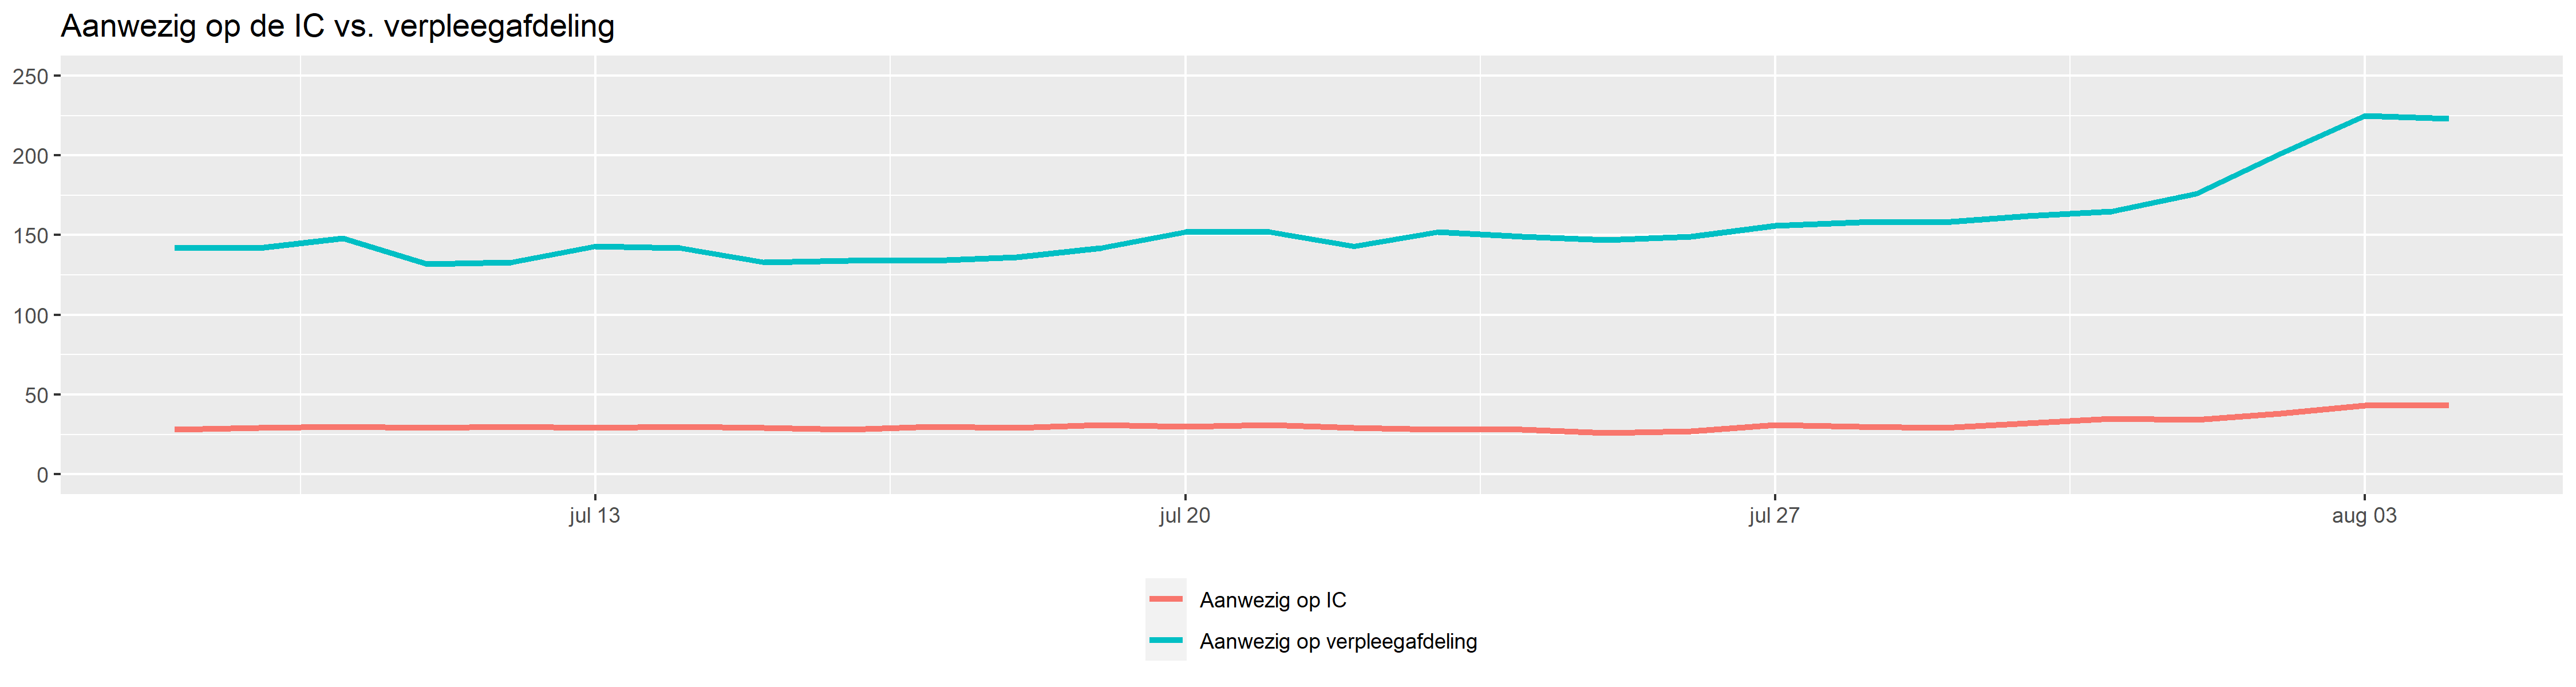 Aanwezig op de IC vs. verpleegafdeling
250
200
150
100
50
0
jul 13 jul 20 jul 27 aug 03
Aanwezig op IC
Aanwezig op verpleegafdeling